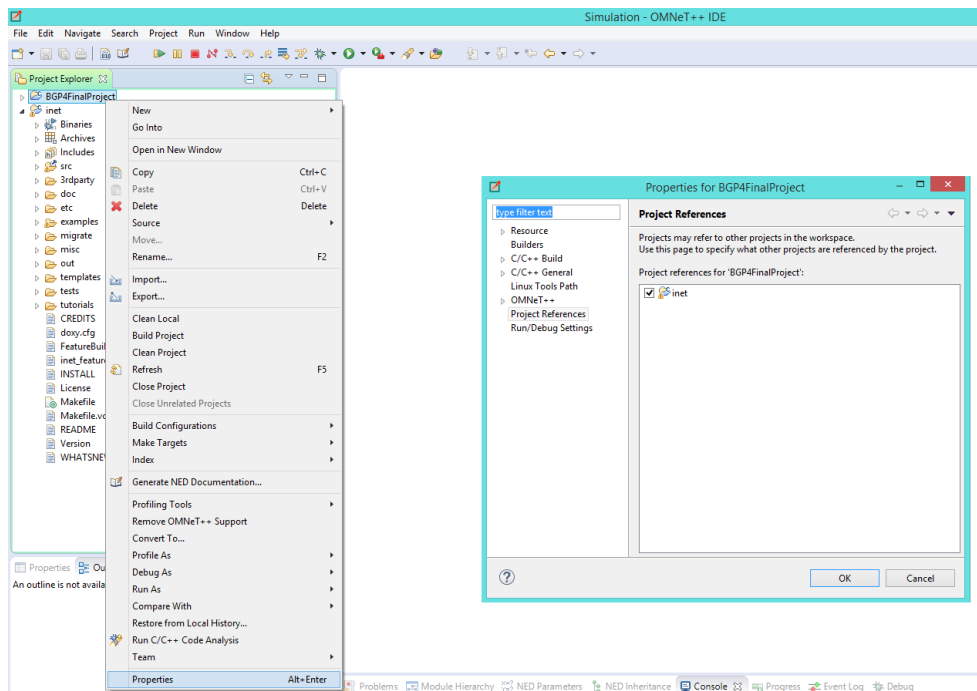 Simulation - OMNeT++ IDE
File Edit Navigate Search Project Run Window Help
Project Explorer
BGP4FinalProject
inet
Binaries
Archives
Includes
src
3rdparty
doc
etc
examples
migrate
misc
out
templates
tests
tutorials
CREDITS
doxy.cfg
FeatureBuil
inet_feature
INSTALL
License
Makefile
Makefile.vc
README
Version
WHATSNE
New
Go Into
Open in New Window
Copy Ctrl+C
Paste Ctrl+V
Delete Delete
Source
Move...
Rename... F2
Import...
Export...
Clean Local
Build Project
Clean Project
Refresh F5
Close Project
Close Unrelated Projects
Build Configurations
Make Targets
Index
Generate NED Documentation...
Profiling Tools
Remove OMNeT++ Support
Convert To...
Profile As
Debug As
Run As
Compare With
Restore from Local History...
Run C/C++ Code Analysis
Team
Properties Alt+Enter
Properties for BGP4FinalProject
type filter text
Resource
Builders
C/C++ Build
C/C++ General
Linux Tools Path
OMNeT++
Project References
Run/Debug Settings
Project References
Projects may refer to other projects in the workspace.
Use this page to specify what other projects are referenced by the project.
Project references for 'BGP4FinalProject':
inet
OK Cancel
Properties Ou
An outline is not availa
Problems Module Hierarchy NED Parameters NED Inheritance Console Progress Event Log Debug